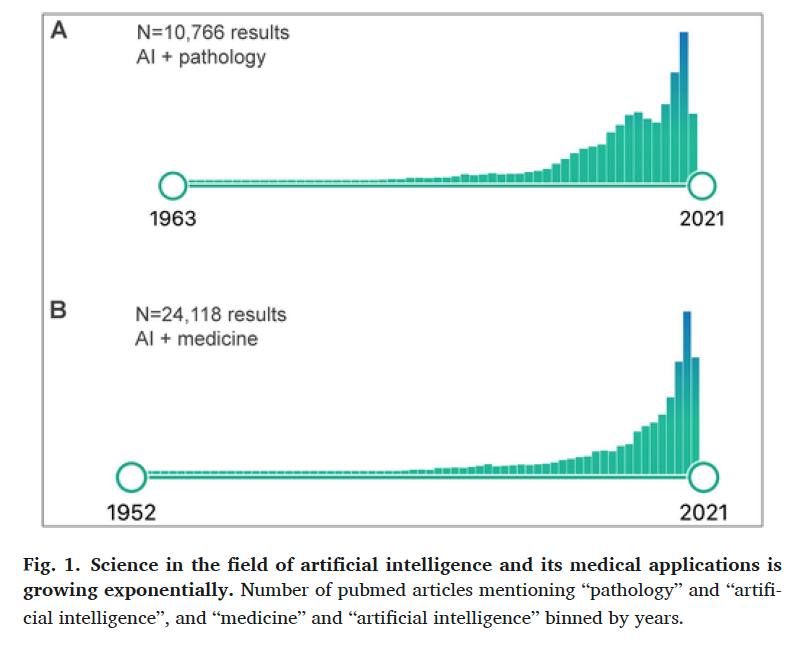 A
N=10,766 results
AI + pathology
1963
2021
B
N=24,118 results
AI + medicine
1952
2021
Fig. 1. Science in the field of artificial intelligence and its medical applications is
growing exponentially. Number of pubmed articles mentioning “pathology” and “artifi-
cial intelligence”, and “medicine” and “artificial intelligence” binned by years.